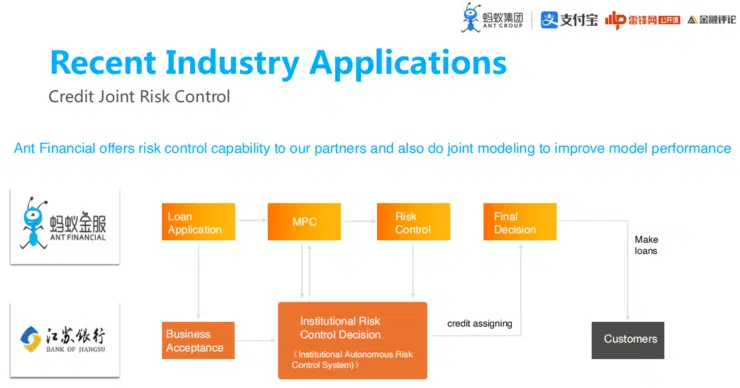 蚂蚁集团
ANT GROUP
支付宝
雷锋网
公开课
金融评论
Recent Industry Applications
Credit Joint Risk Control
Ant Financial offers risk control capability to our partners and also do joint modeling to improve model performance
蚂蚁金服
ANT FINANCIAL
Loan
Application
MPC
Risk
Control
Final
Decision
Make
loans
江苏银行
BANK OF JIANGSU
Business
Acceptance
Institutional Risk
Control Decision
（Institutional Autonomous Risk
Control System)）
credit assigning
Customers